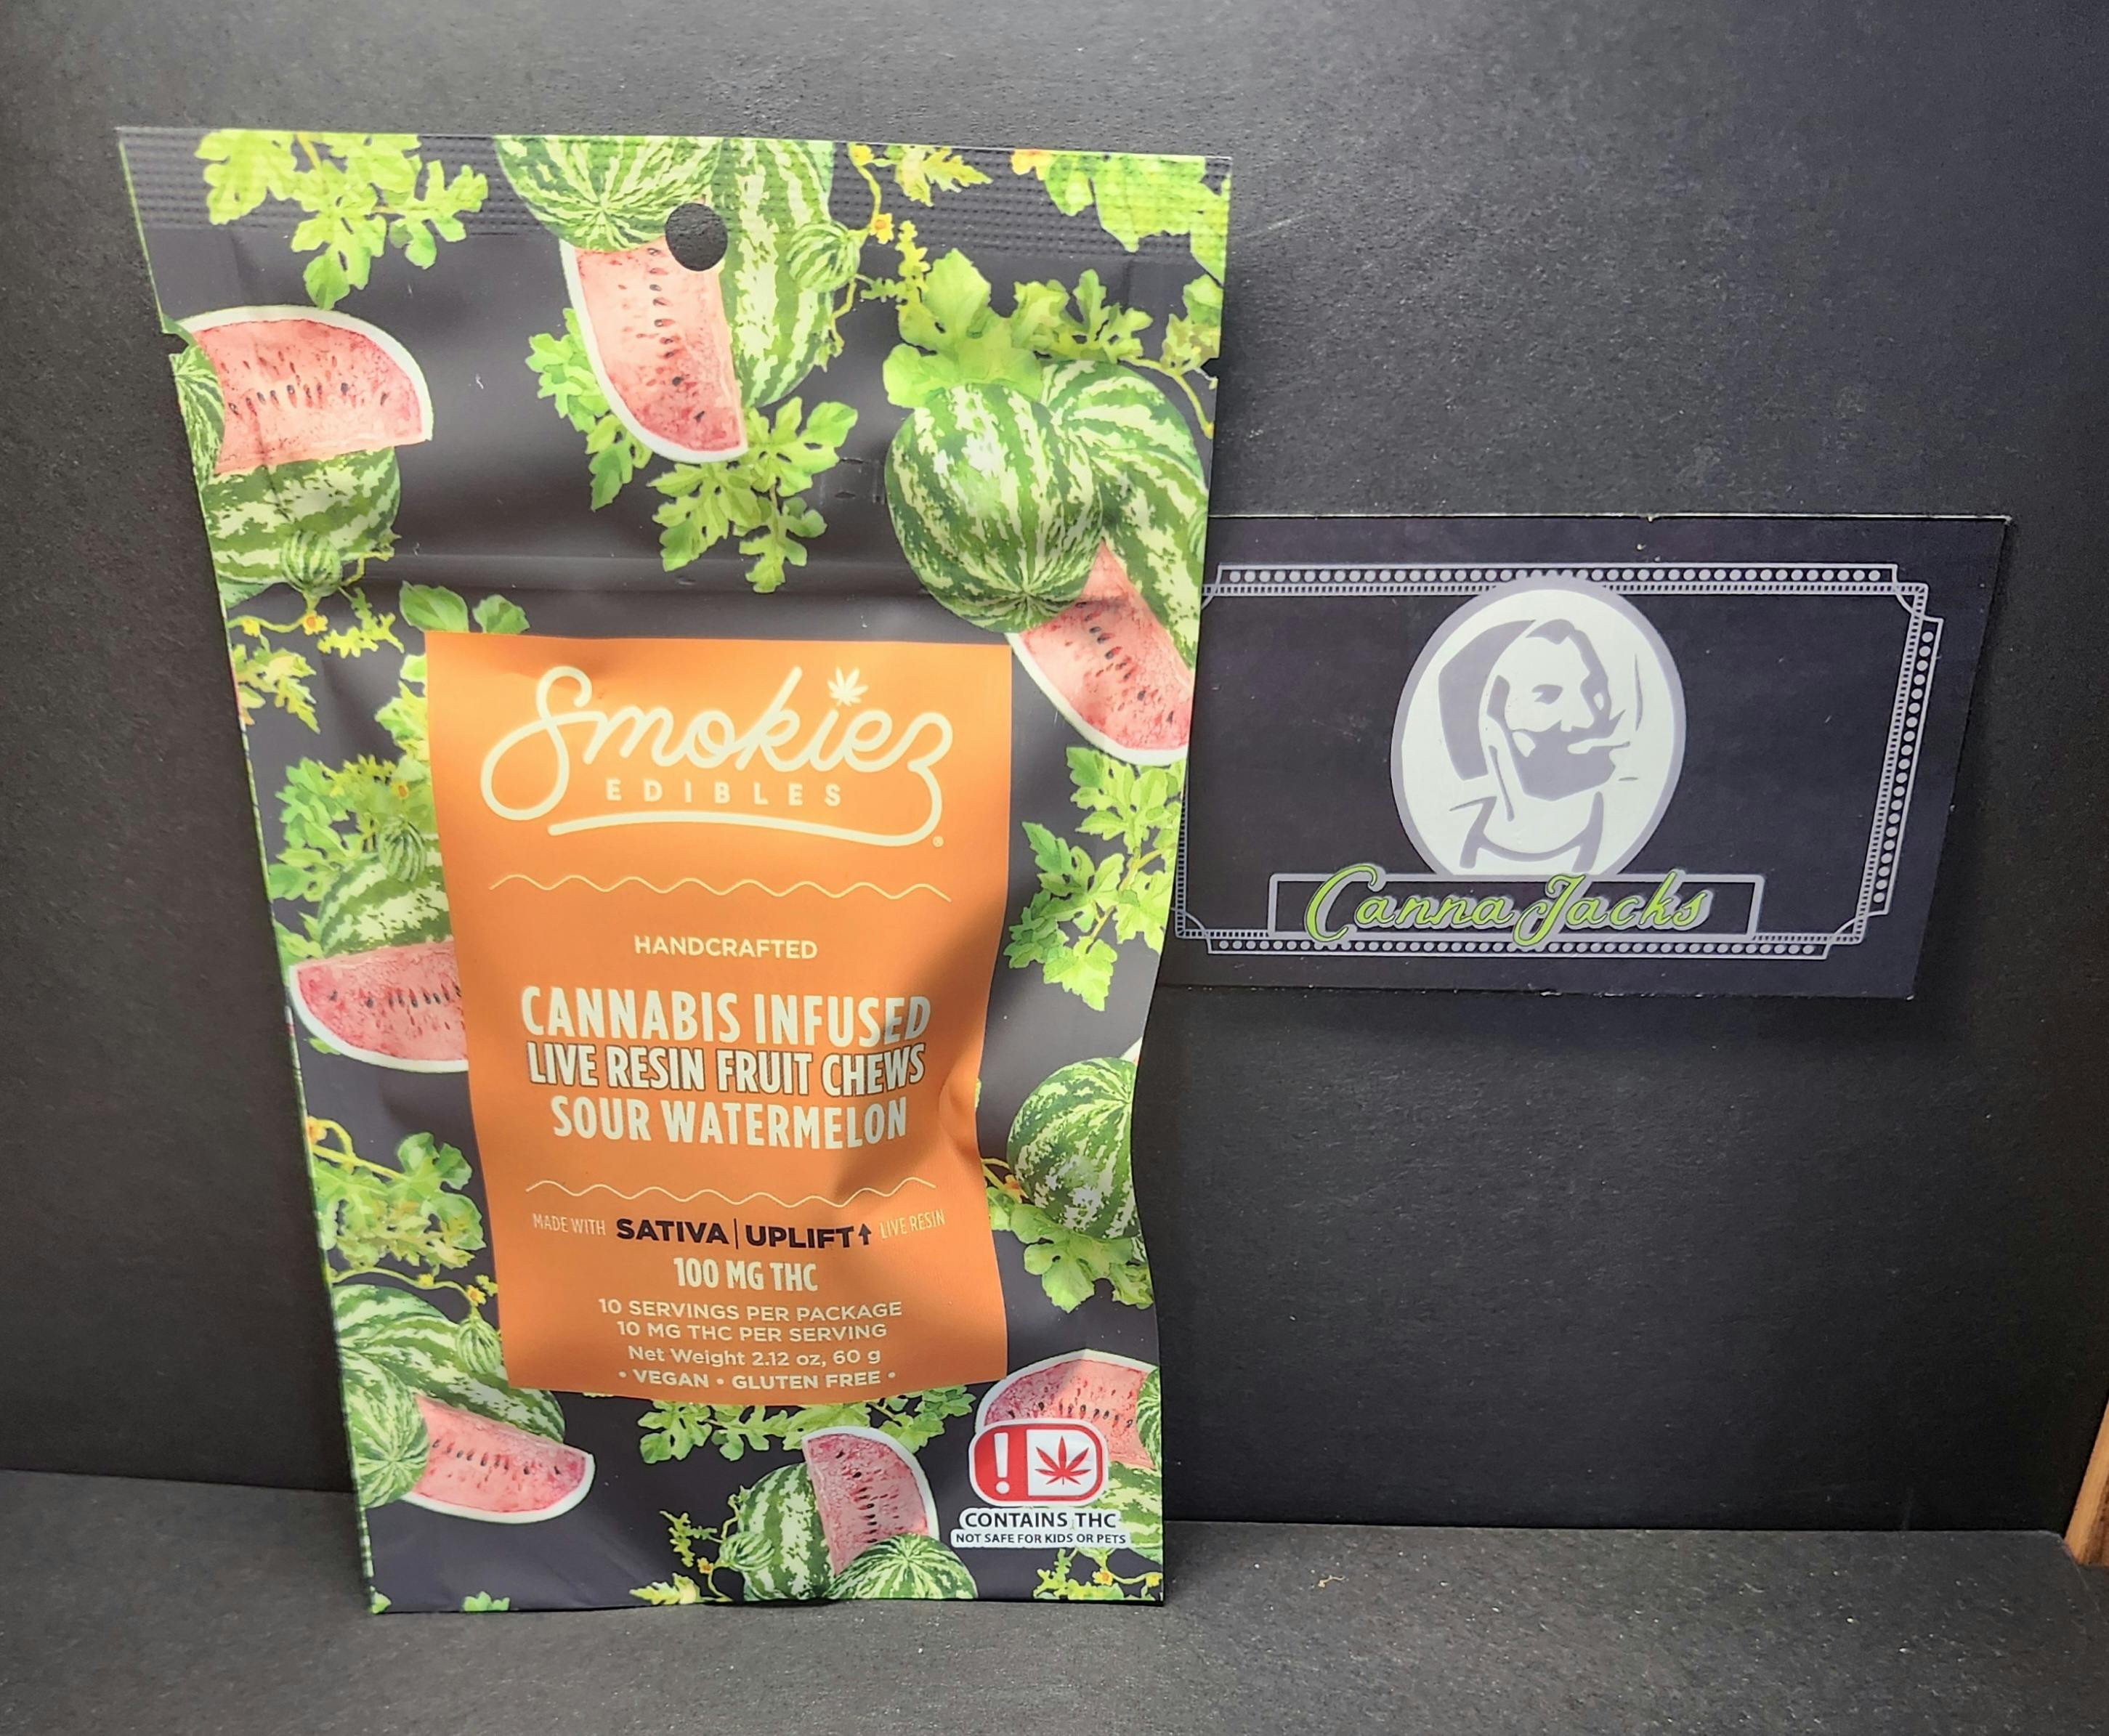 Smokiez
EDIBLES
®
HANDCRAFTED
CANNABIS INFUSED
LIVE RESIN FRUIT CHEWS
SOUR WATERMELON
MADE WITH SATIVA | UPLIFT↑ LIVE RESIN
100 MG THC
10 SERVINGS PER PACKAGE
10 MG THC PER SERVING
Net Weight 2.12 oz, 60 g
• VEGAN • GLUTEN FREE •
!
CONTAINS THC
NOT SAFE FOR KIDS OR PETS
Canna Jacks